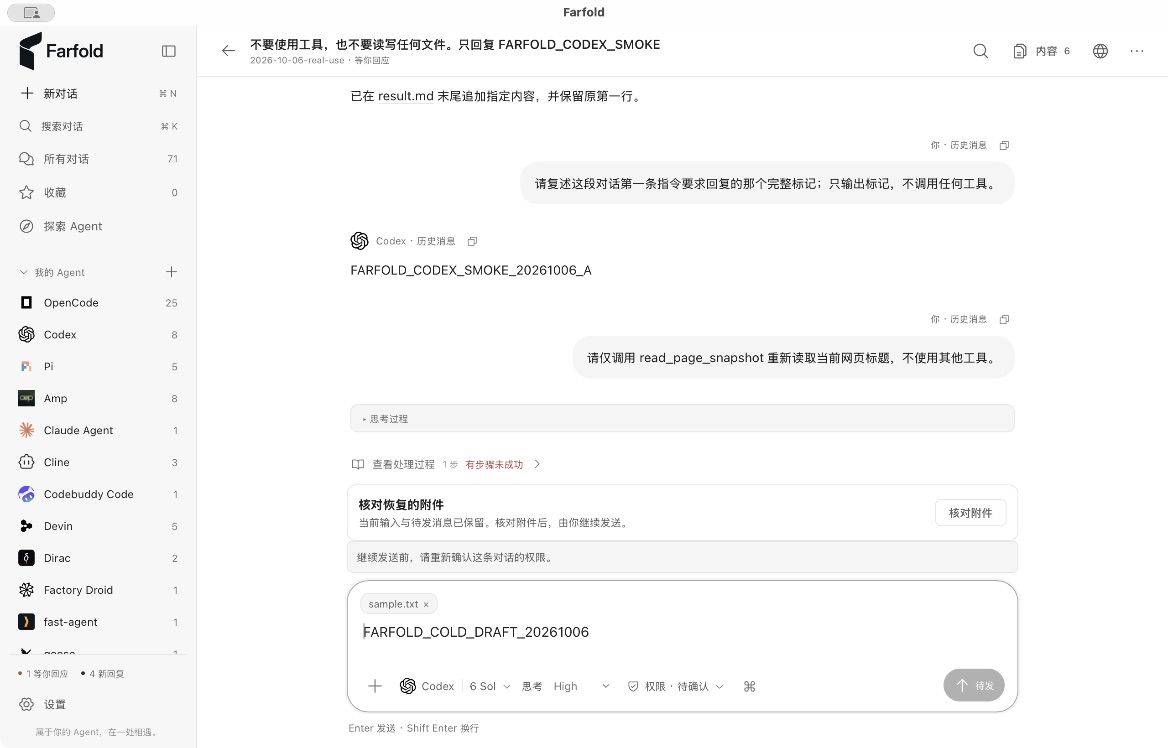 Farfold
Farfold
新对话 ⌘ N
搜索对话 ⌘ K
所有对话 71
收藏 0
探索 Agent
我的 Agent
OpenCode 25
Codex 8
Pi 5
Amp 8
Claude Agent 1
Cline 3
Codebuddy Code 1
Devin 5
Dirac 2
Factory Droid 1
fast-agent 1
1 等你回应 4 新回复
设置
属于你的 Agent，在一处相遇。
不要使用工具，也不要读写任何文件。只回复 FARFOLD_CODEX_SMOKE
2026-10-06-real-use · 等你回应
内容 6
已在 result.md 末尾追加指定内容，并保留原第一行。
你 · 历史消息
请复述这段对话第一条指令要求回复的那个完整标记；只输出标记，不调用任何工具。
Codex · 历史消息
FARFOLD_CODEX_SMOKE_20261006_A
你 · 历史消息
请仅调用 read_page_snapshot 重新读取当前网页标题，不使用其他工具。
思考过程
查看处理过程 1 步 有步骤未成功
核对恢复的附件
当前输入与待发消息已保留。核对附件后，由你继续发送。
核对附件
继续发送前，请重新确认这条对话的权限。
sample.txt ×
FARFOLD_COLD_DRAFT_20261006
Codex 6 Sol 思考 High 权限 · 待确认 ⌘ 待发
Enter 发送 · Shift Enter 换行